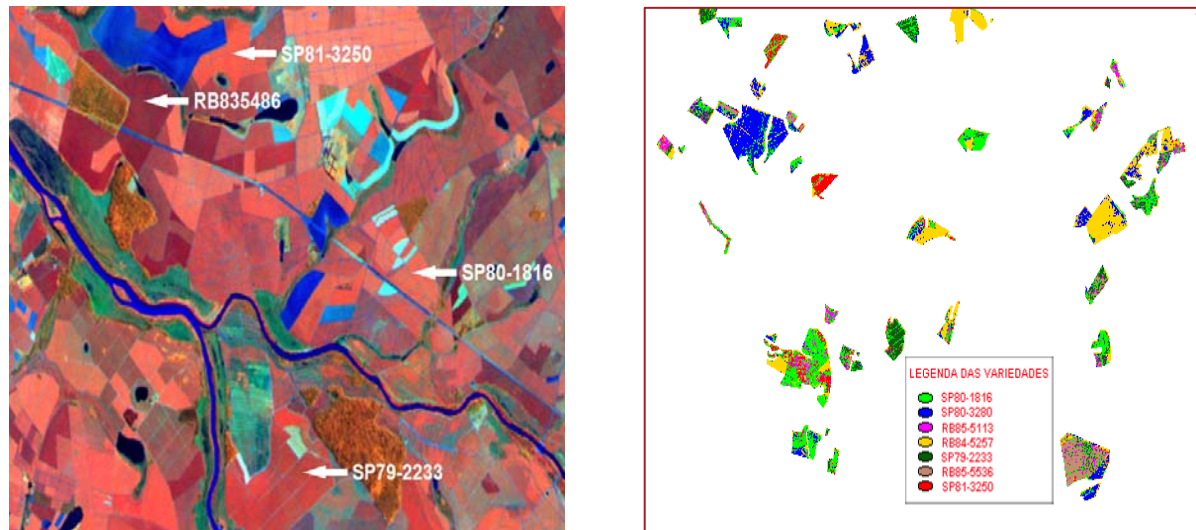 SP81-3250
RB835486
SP80-1816
SP79-2233
LEGENDA DAS VARIEDADES
SP80-1816
SP80-3280
RB85-5113
RB84-5257
SP79-2233
RB85-5536
SP81-3250